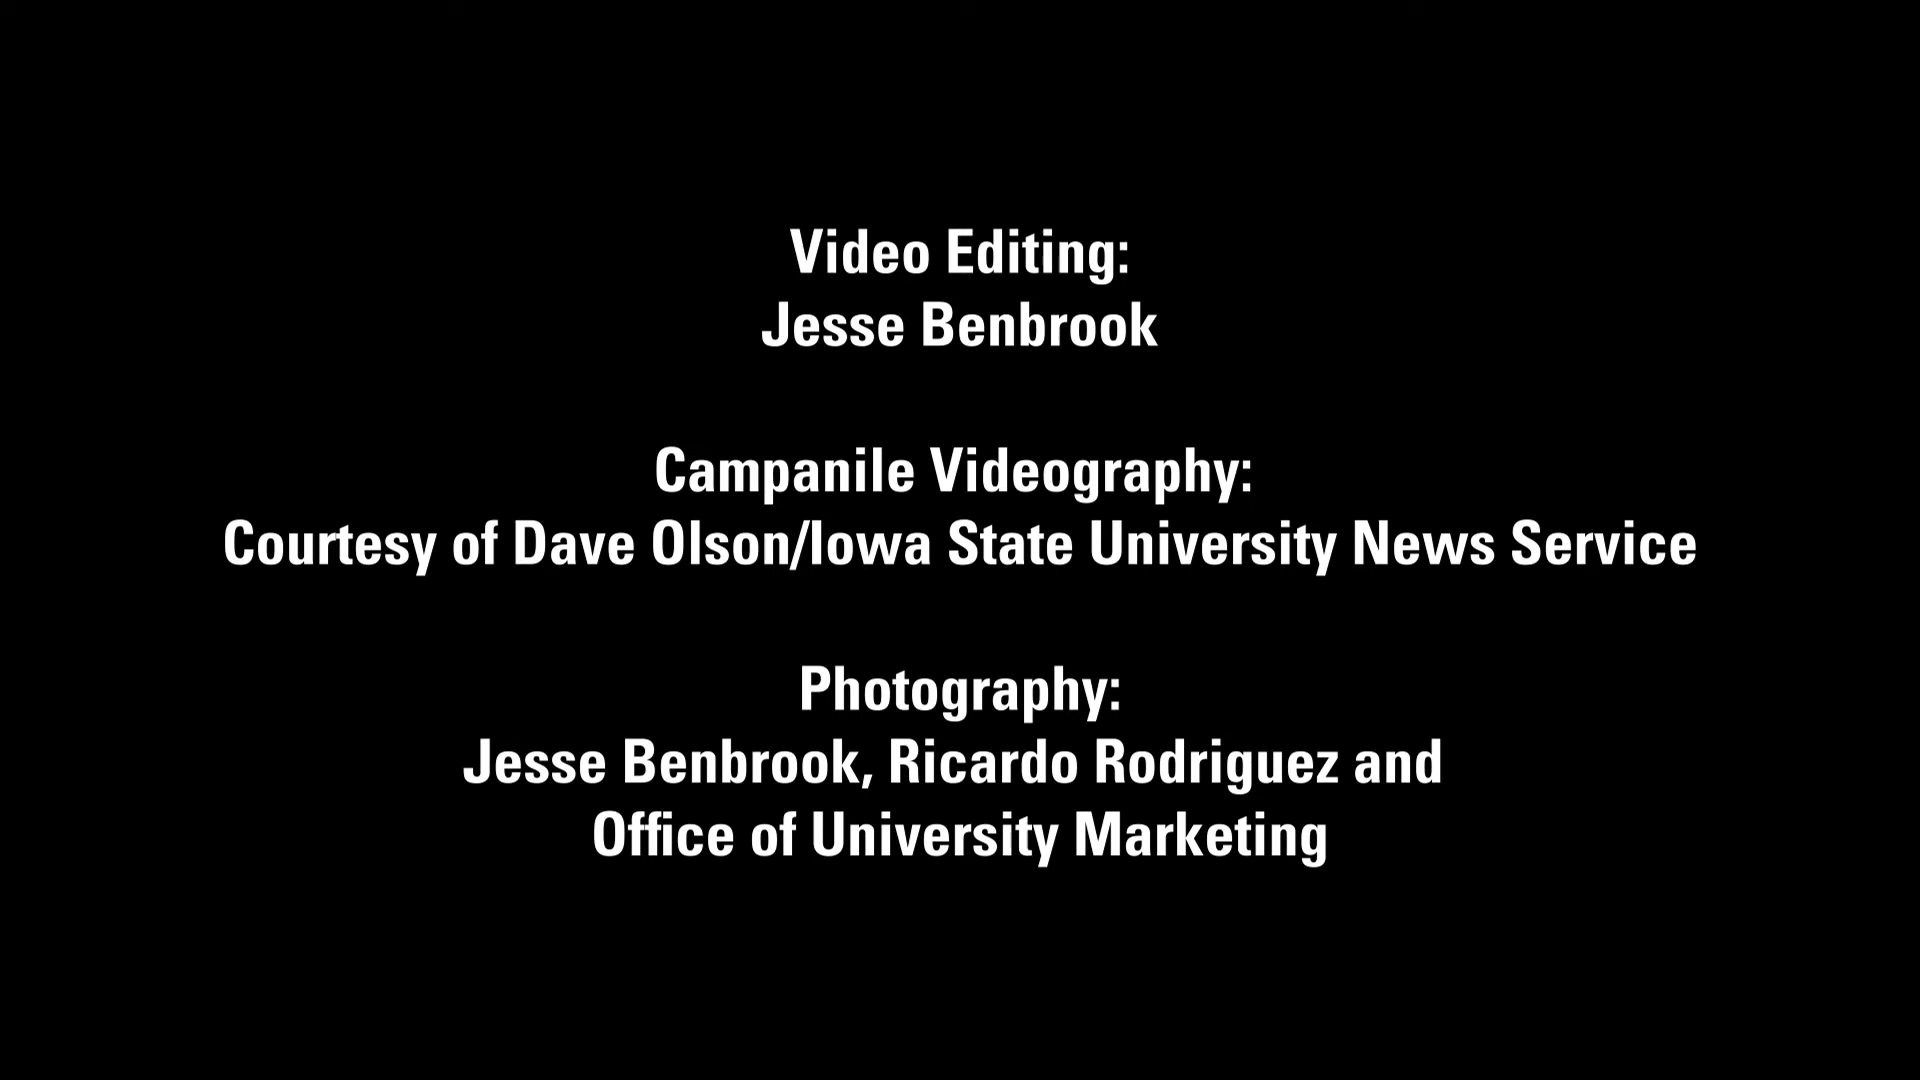 Video Editing:
Jesse Benbrook
Campanile Videography:
Courtesy of Dave Olson/Iowa State University News Service
Photography:
Jesse Benbrook, Ricardo Rodriguez and
Office of University Marketing